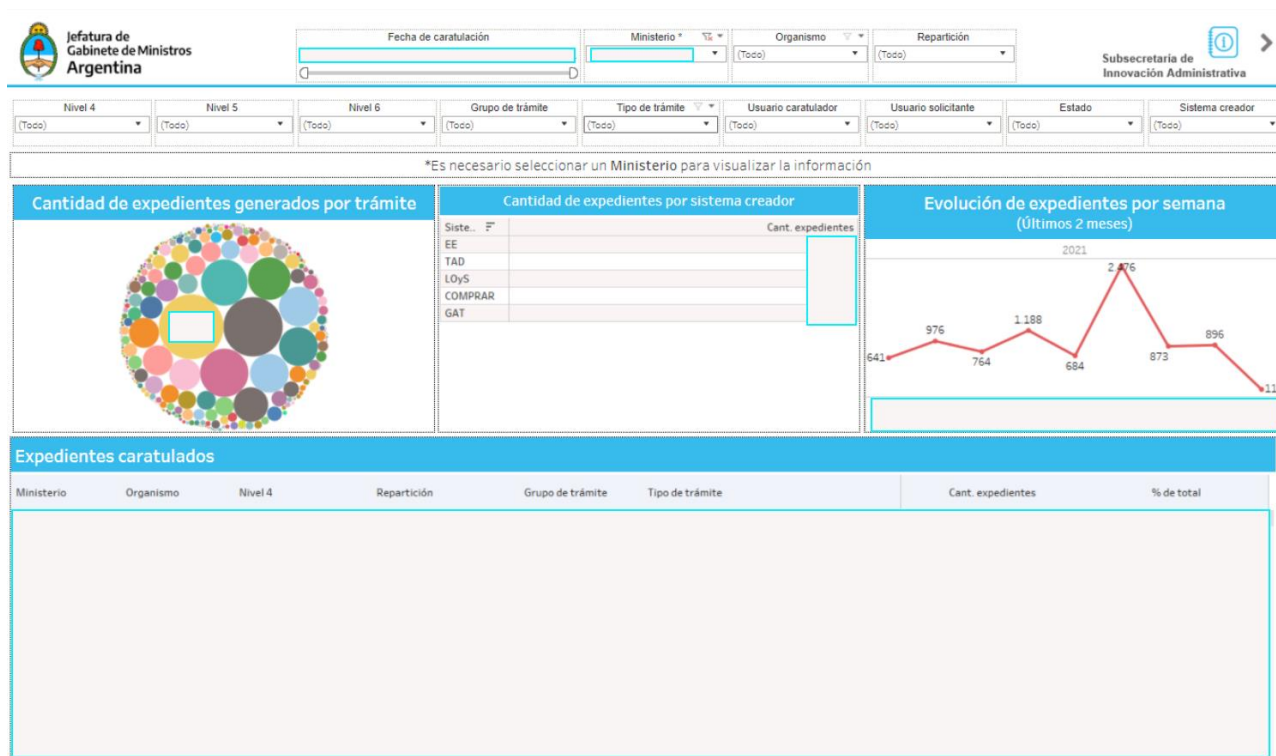 Jefatura de
Gabinete de Ministros
Argentina
Fecha de caratulación
Ministerio *
Organismo
(Todo)
Repartición
(Todo)
Subsecretaria de
Innovación Administrativa
Nivel 4
(Todo)
Nivel 5
(Todo)
Nivel 6
(Todo)
Grupo de trámite
(Todo)
Tipo de trámite
(Todo)
Usuario caratulador
(Todo)
Usuario solicitante
(Todo)
Estado
(Todo)
Sistema creador
(Todo)
*Es necesario seleccionar un Ministerio para visualizar la información
Cantidad de expedientes generados por trámite
Cantidad de expedientes por sistema creador
Siste.. Cant. expedientes
EE
TAD
LOyS
COMPRAR
GAT
Evolución de expedientes por semana
(Últimos 2 meses)
2021
641
976
764
1.188
684
2.476
873
896
11
Expedientes caratulados
Ministerio Organismo Nivel 4 Repartición Grupo de trámite Tipo de trámite Cant. expedientes % de total